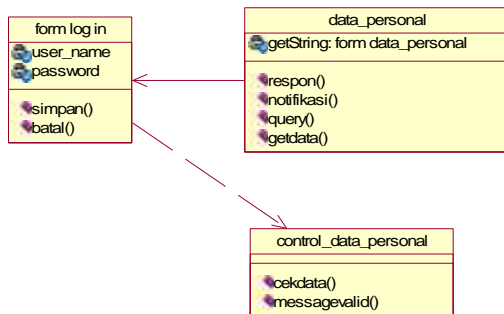 form log in
user_name
password
simpan()
batal()
data_personal
getString: form data_personal
respon()
notifikasi()
query()
getdata()
control_data_personal
cekdata()
messagevalid()